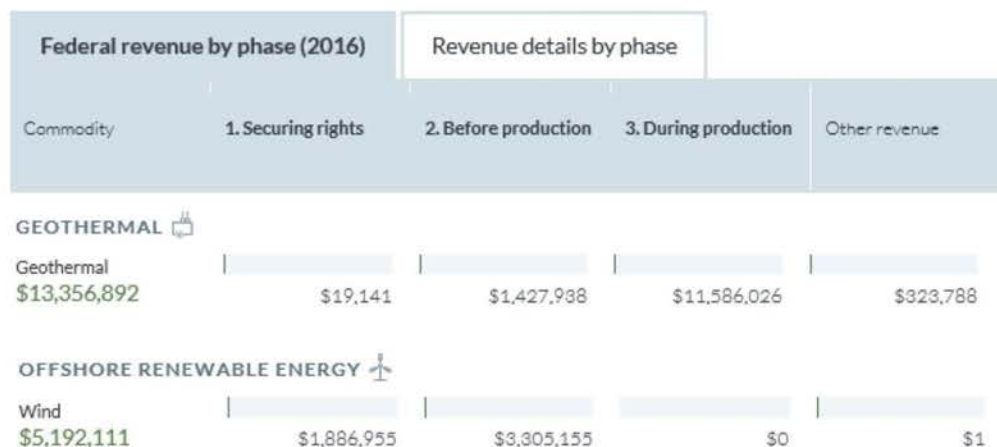 Federal revenue by phase (2016) Revenue details by phase
Commodity 1. Securing rights 2. Before production 3. During production Other revenue
GEOTHERMAL
Geothermal
$13,356,892 $19,141 $1,427,938 $11,586,026 $323,788
OFFSHORE RENEWABLE ENERGY
Wind
$5,192,111 $1,886,955 $3,305,155 $0 $1